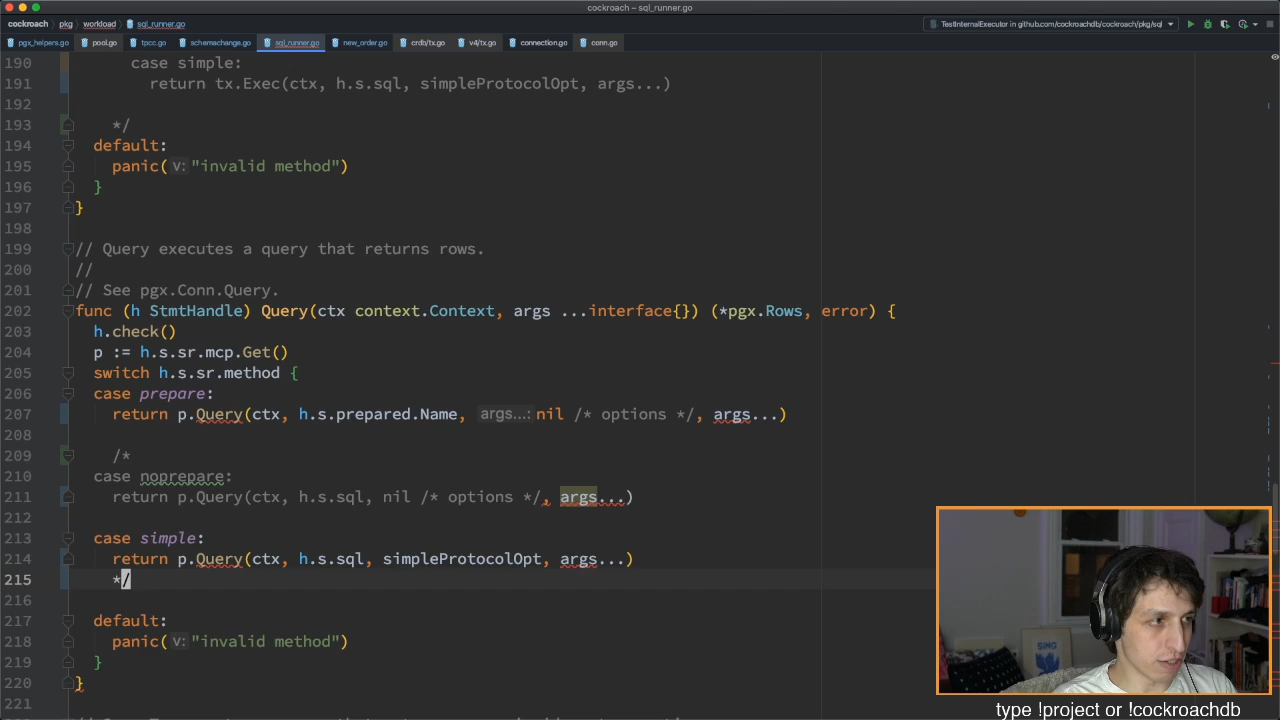 cockroach – sql_runner.go
cockroach pkg workload sql_runner.go TestInternalExecutor in github.com/cockroachdb/cockroach/pkg/sql
pgx_helpers.go pool.go tpcc.go schemachange.go sql_runner.go new_order.go crdb/tx.go v4/tx.go connection.go conn.go
190 case simple:
191 return tx.Exec(ctx, h.s.sql, simpleProtocolOpt, args...)
192
193 */
194 default:
195 panic( v: "invalid method")
196 }
197 }
198
199 // Query executes a query that returns rows.
200 //
201 // See pgx.Conn.Query.
202 func (h StmtHandle) Query(ctx context.Context, args ...interface{}) (*pgx.Rows, error) {
203 h.check()
204 p := h.s.sr.mcp.Get()
205 switch h.s.sr.method {
206 case prepare:
207 return p.Query(ctx, h.s.prepared.Name, args...: nil /* options */, args...)
208
209 /*
210 case noprepare:
211 return p.Query(ctx, h.s.sql, nil /* options */, args...)
212
213 case simple:
214 return p.Query(ctx, h.s.sql, simpleProtocolOpt, args...)
215 */
216
217 default:
218 panic( v: "invalid method")
219 }
220 }
221
type !project or !cockroachdb